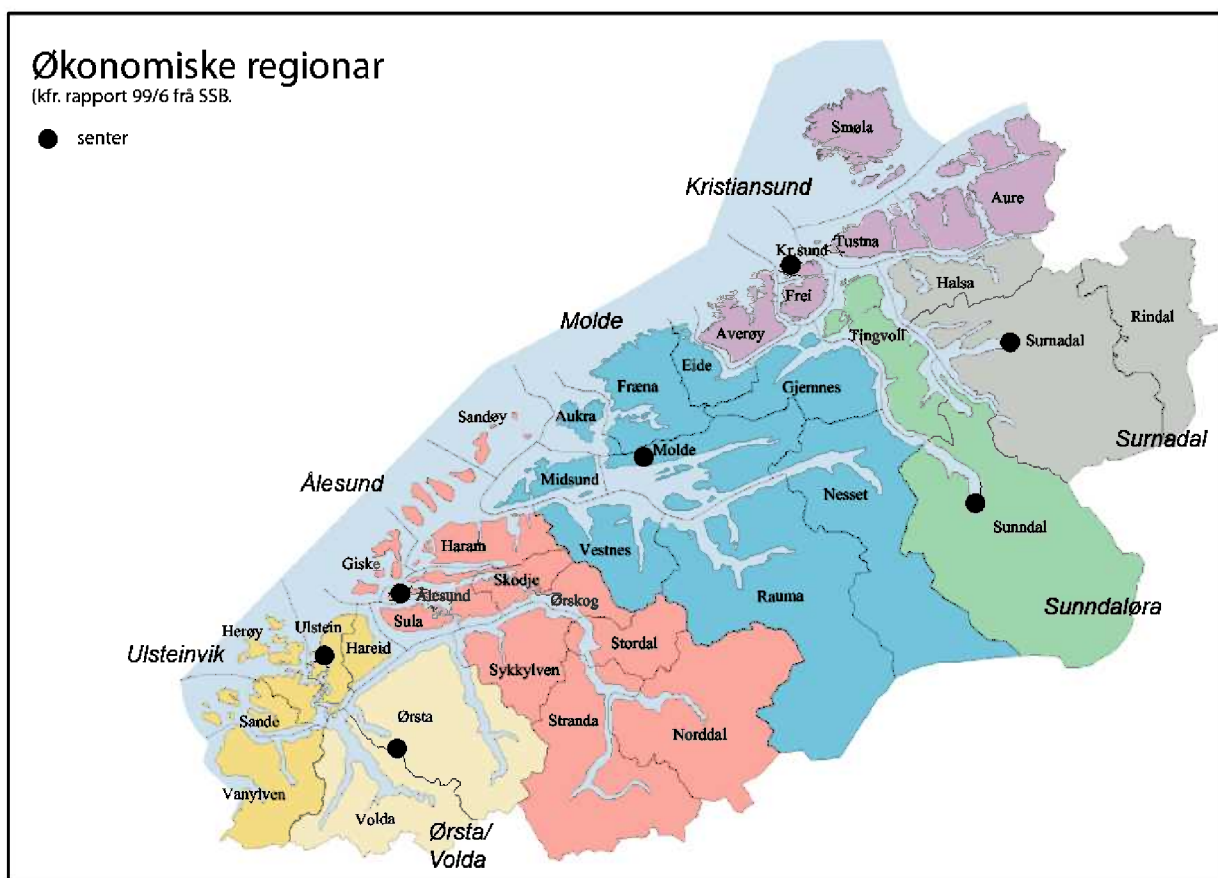 Økonomiske regionar
(kfr. rapport 99/6 frå SSB.
senter
Smøla
Kristiansund
Aure
Tustna
Kr.sund
Halsa
Frei
Rindal
Molde
Averøy
Tingvoll
Surnadal
Eide
Fræna
Gjemnes
Sandøy
Aukra
Surnadal
Molde
Ålesund
Midsund
Nesset
Sunndal
Haram
Vestnes
Giske
Skodje
Ålesund
Ørskog
Rauma
Sunndaløra
Sula
Herøy
Ulstein
Stordal
Hareid
Ulsteinvik
Sykkylven
Sande
Ørsta
Stranda
Norddal
Vanylven
Volda
Ørsta/
Volda